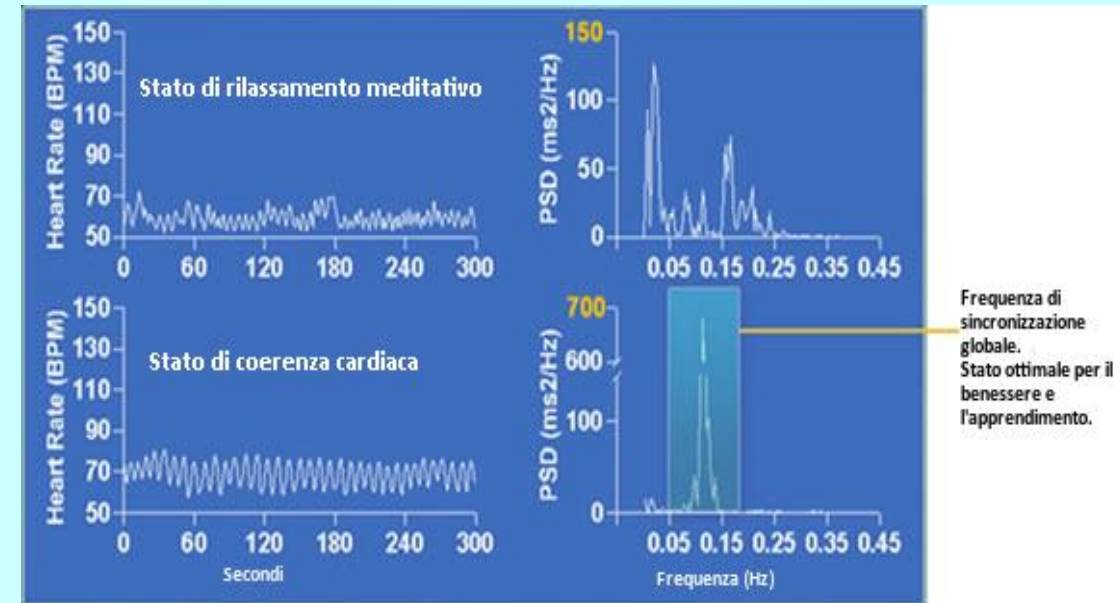 Stato di rilassamento meditativo
Heart Rate (BPM)
150
130
110
90
70
50
0 60 120 180 240 300
PSD (ms2/Hz)
150
100
50
0
0.05 0.15 0.25 0.35 0.45
Stato di coerenza cardiaca
Heart Rate (BPM)
150
130
110
90
70
50
0 60 120 180 240 300
Secondi
PSD (ms2/Hz)
700
600
100
0
0.05 0.15 0.25 0.35 0.45
Frequenza (Hz)
Frequenza di
sincronizzazione
globale.
Stato ottimale per il
benessere e
l'apprendimento.